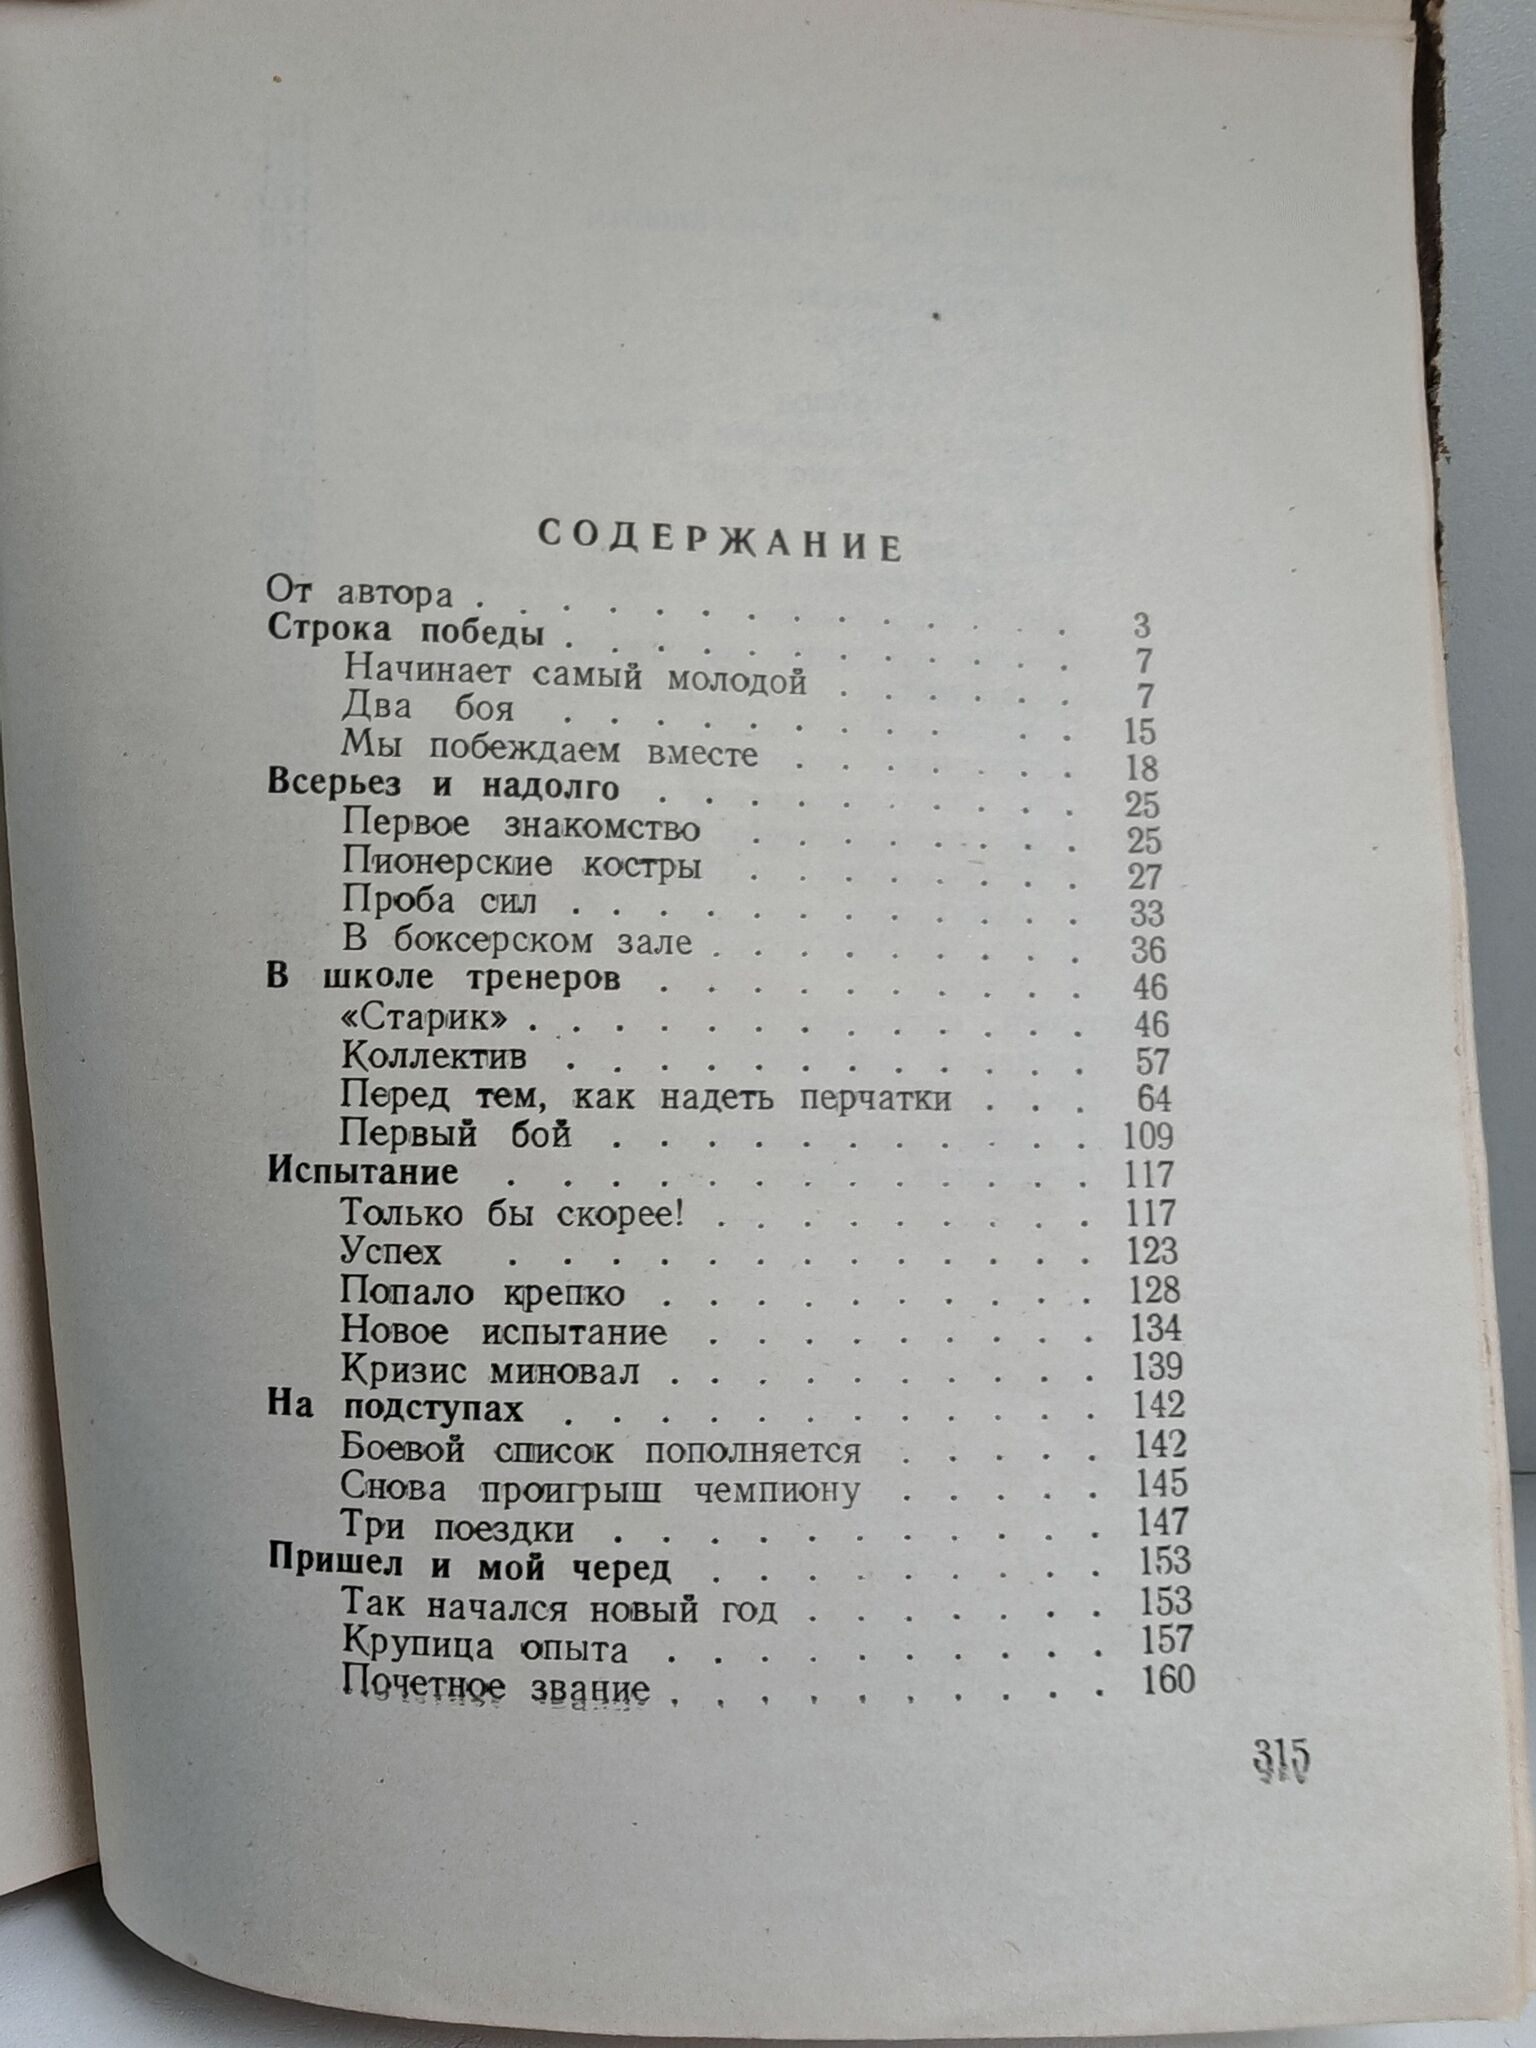 СОДЕРЖАНИЕ
От автора . . . . . . . . . . . . . 3
Строка победы . . . . . . . . . . . 7
Начинает самый молодой . . . . . . 7
Два боя . . . . . . . . . . . 15
Мы побеждаем вместе . . . . . . . 18
Всерьез и надолго . . . . . . . . . . 25
Первое знакомство . . . . . . . . 25
Пионерские костры . . . . . . . . 27
Проба сил . . . . . . . . . . . . 33
В боксерском зале . . . . . . . . . 36
В школе тренеров . . . . . . . . . . 46
«Старик» . . . . . . . . . . . . . 46
Коллектив . . . . . . . . . . . . 57
Перед тем, как надеть перчатки . . . 64
Первый бой . . . . . . . . . . . 109
Испытание . . . . . . . . . . . . . 117
Только бы скорее! . . . . . . . . . 117
Успех . . . . . . . . . . . . . 123
Попало крепко . . . . . . . . . . 128
Новое испытание . . . . . . . . . 134
Кризис миновал . . . . . . . . . . 139
На подступах . . . . . . . . . . . . 142
Боевой список пополняется . . . . . 142
Снова проигрыш чемпиону . . . . . 145
Три поездки . . . . . . . . . . . 147
Пришел и мой черед . . . . . . . . . 153
Так начался новый год . . . . . . . 153
Крупица опыта . . . . . . . . . . 157
Почетное звание . . . . . . . . . . 160
315